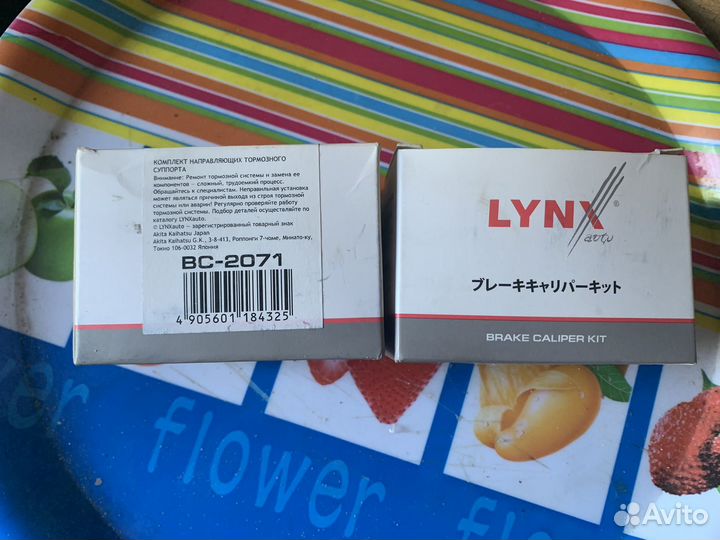 КОМПЛЕКТ НАПРАВЛЯЮЩИХ ТОРМОЗНОГО
СУППОРТА
Внимание: Ремонт тормозной системы и замена ее
компонентов – сложный, трудоемкий процесс.
Обращайтесь к специалистам. Неправильная установка
может являться причиной выхода из строя тормозной
системы или аварии! Регулярно проверяйте работу
тормозной системы. Подбор деталей осуществляйте по
каталогу LYNXauto.
© LYNXauto – зарегистрированный товарный знак
Akita Kaihatsu Japan
Akita Kaihatsu G.K., 3-8-413, Роппонги 7-чоме, Минато-ку,
Токио 106-0032 Япония
BC-2071
4 905601 184325
LYNX
auto
®
ブレーキキャリパーキット
BRAKE CALIPER KIT
flower
Avito